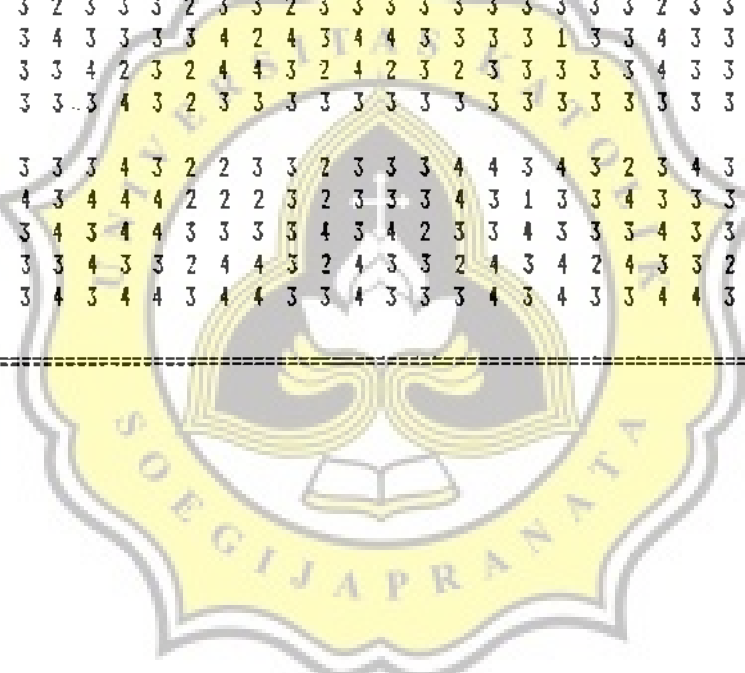 3 2 3 3 3 2 3 3 2 3 3 3 3 3 3 3 3 3 3 2 3 3
3 4 3 3 3 3 4 2 4 3 4 4 3 3 3 3 1 3 3 4 3 3
3 3 4 2 3 2 4 4 3 2 4 2 3 2 3 3 3 3 3 4 3 3
3 3 3 4 3 2 3 3 3 3 3 3 3 3 3 3 3 3 3 3 3 3
3 3 3 4 3 2 2 3 3 2 3 3 3 4 4 3 4 3 2 3 4 3
4 3 4 4 4 2 2 2 3 2 3 3 3 4 3 1 3 3 4 3 3 3
3 4 3 4 4 3 3 3 3 4 3 4 2 3 3 4 3 3 3 4 3 3
3 3 4 3 3 2 4 4 3 2 4 3 3 2 4 3 4 2 4 3 3 2
3 4 3 4 4 3 4 4 3 3 4 3 3 3 4 3 4 3 3 4 4 3
UNIVERSITAS KATOLIK
SOEGIJAPRANATA